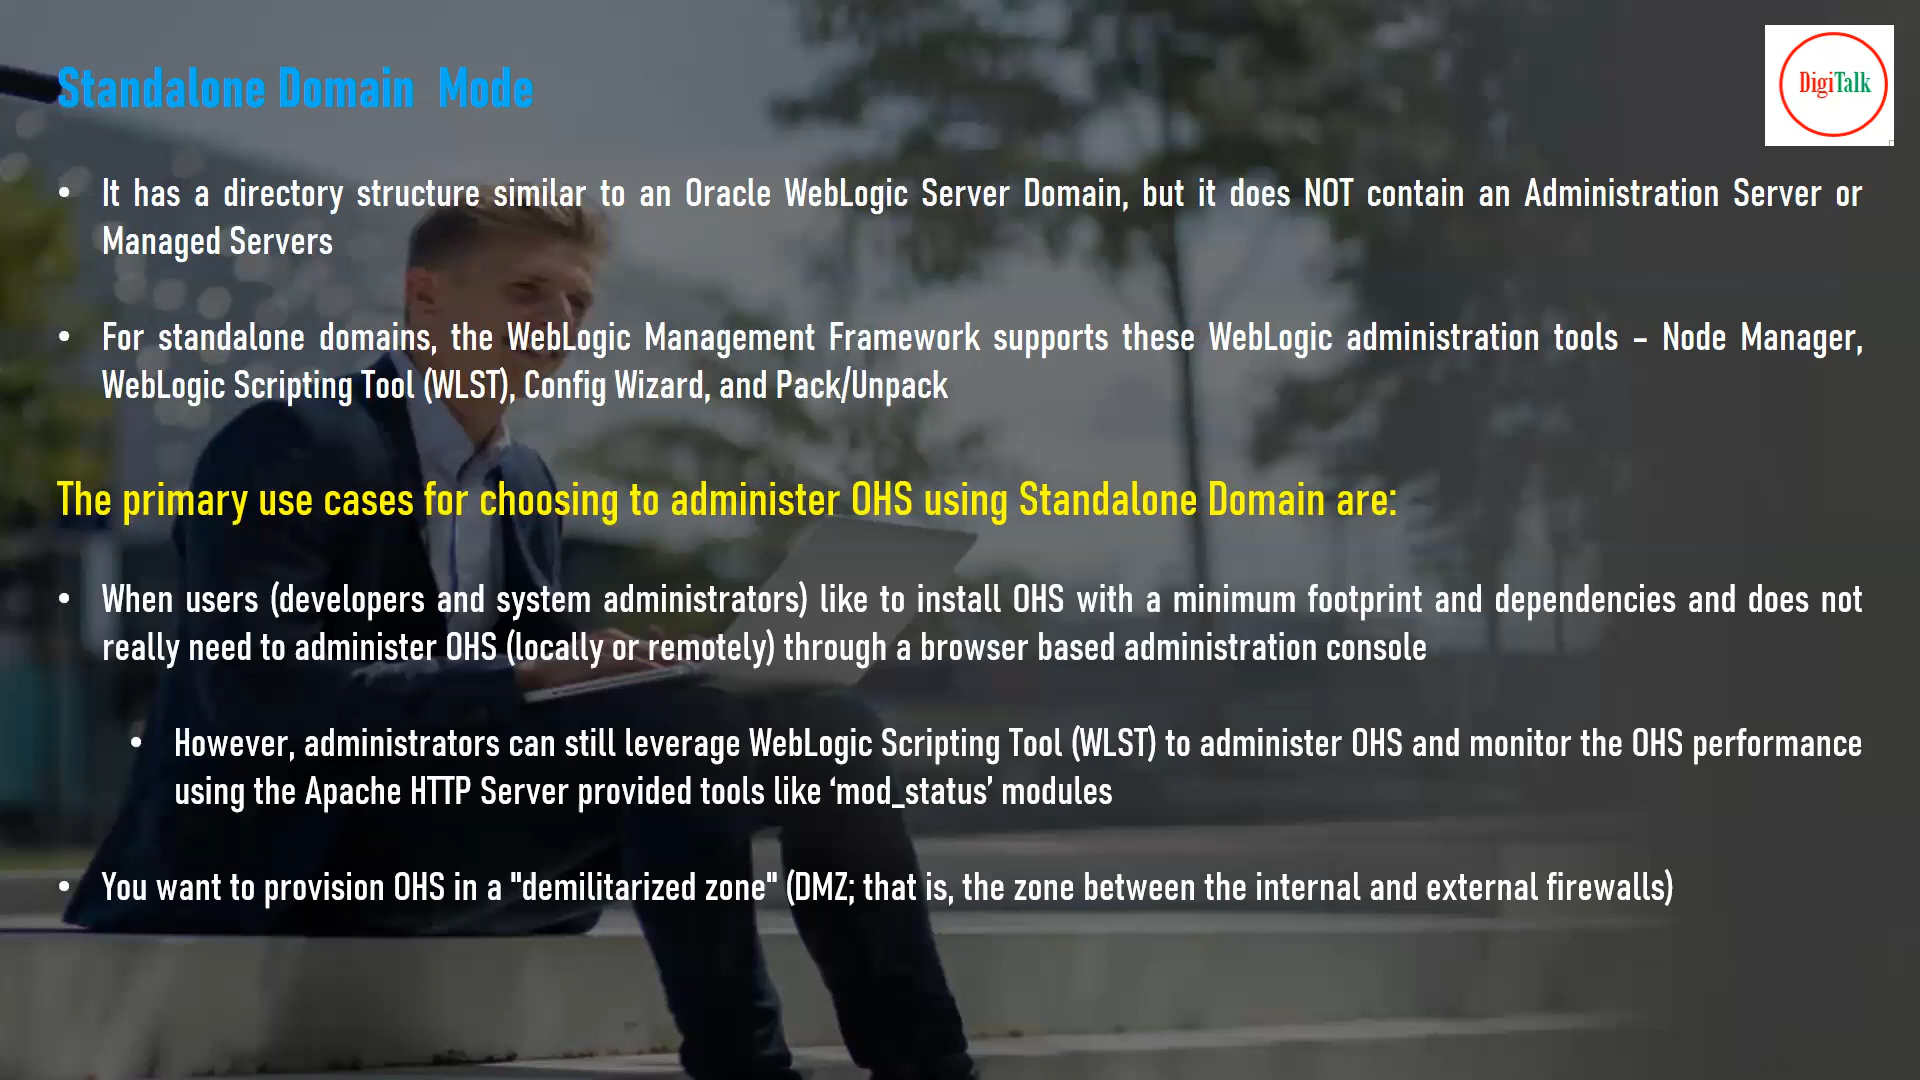 Standalone Domain Mode
DigiTalk
• It has a directory structure similar to an Oracle WebLogic Server Domain, but it does NOT contain an Administration Server or
Managed Servers
• For standalone domains, the WebLogic Management Framework supports these WebLogic administration tools – Node Manager,
WebLogic Scripting Tool (WLST), Config Wizard, and Pack/Unpack
The primary use cases for choosing to administer OHS using Standalone Domain are:
• When users (developers and system administrators) like to install OHS with a minimum footprint and dependencies and does not
really need to administer OHS (locally or remotely) through a browser based administration console
• However, administrators can still leverage WebLogic Scripting Tool (WLST) to administer OHS and monitor the OHS performance
using the Apache HTTP Server provided tools like ‘mod_status’ modules
• You want to provision OHS in a "demilitarized zone" (DMZ; that is, the zone between the internal and external firewalls)